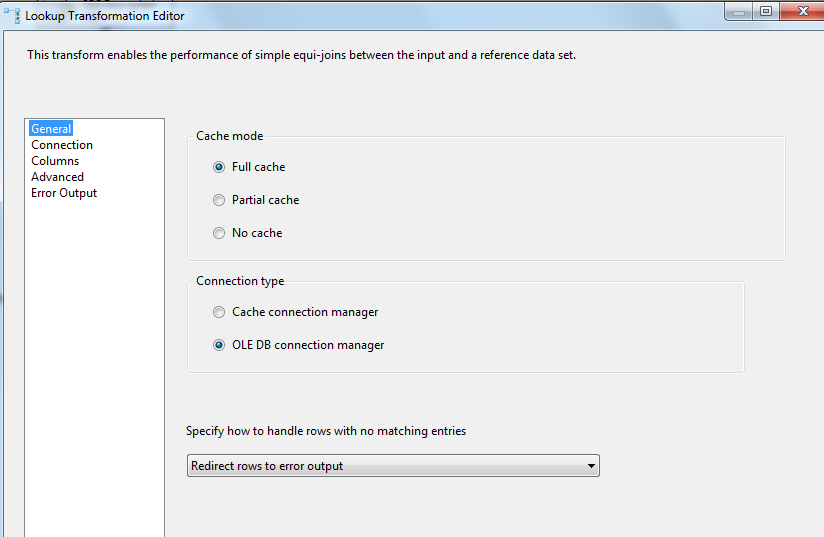 Lookup Transformation Editor
This transform enables the performance of simple equi-joins between the input and a reference data set.
General
Connection
Columns
Advanced
Error Output
Cache mode
Full cache
Partial cache
No cache
Connection type
Cache connection manager
OLE DB connection manager
Specify how to handle rows with no matching entries
Redirect rows to error output